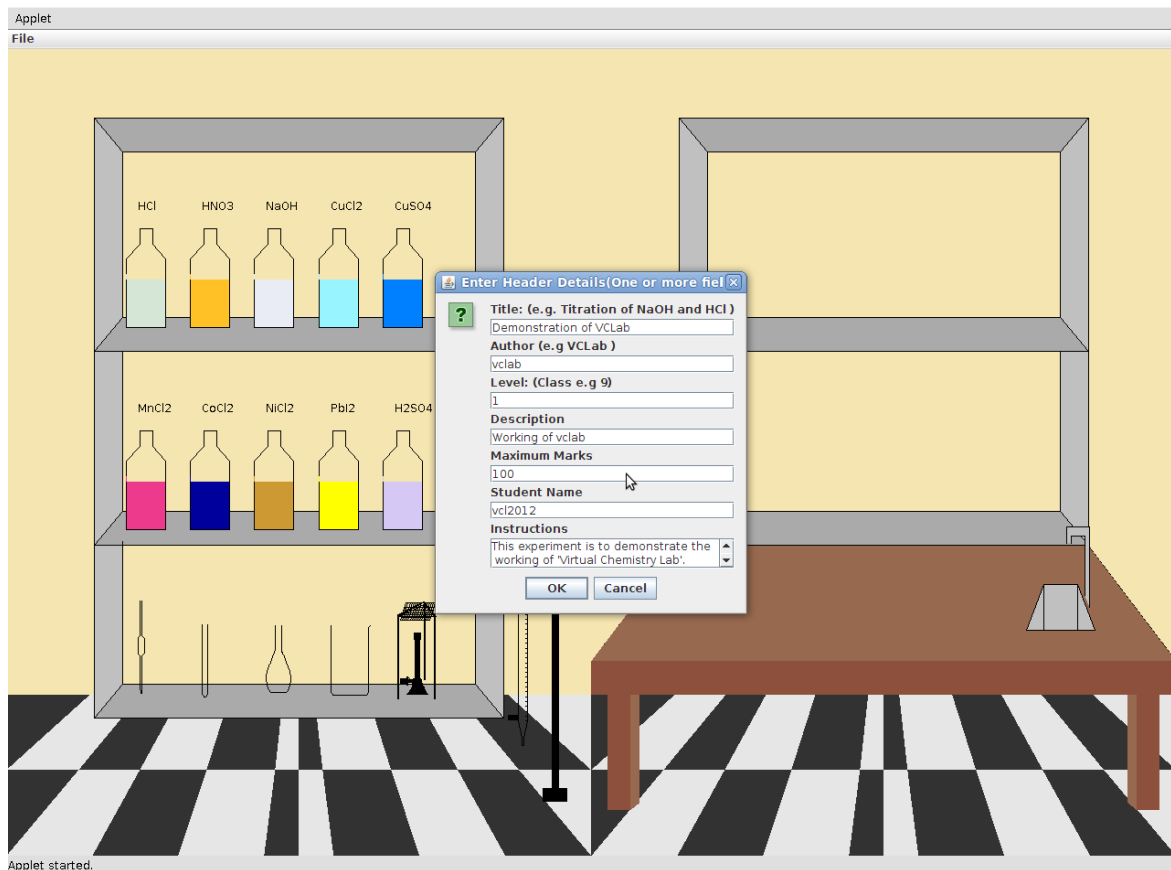 Applet
File
HCl HNO3 NaOH CuCl2 CuSO4
MnCl2 CoCl2 NiCl2 PbI2 H2SO4
Enter Header Details(One or more fiel
?
Title: (e.g. Titration of NaOH and HCl )
Demonstration of VCLab
Author (e.g VCLab )
vclab
Level: (Class e.g 9)
1
Description
Working of vclab
Maximum Marks
100
Student Name
vcl2012
Instructions
This experiment is to demonstrate the
working of 'Virtual Chemistry Lab'.
OK Cancel
Applet started.